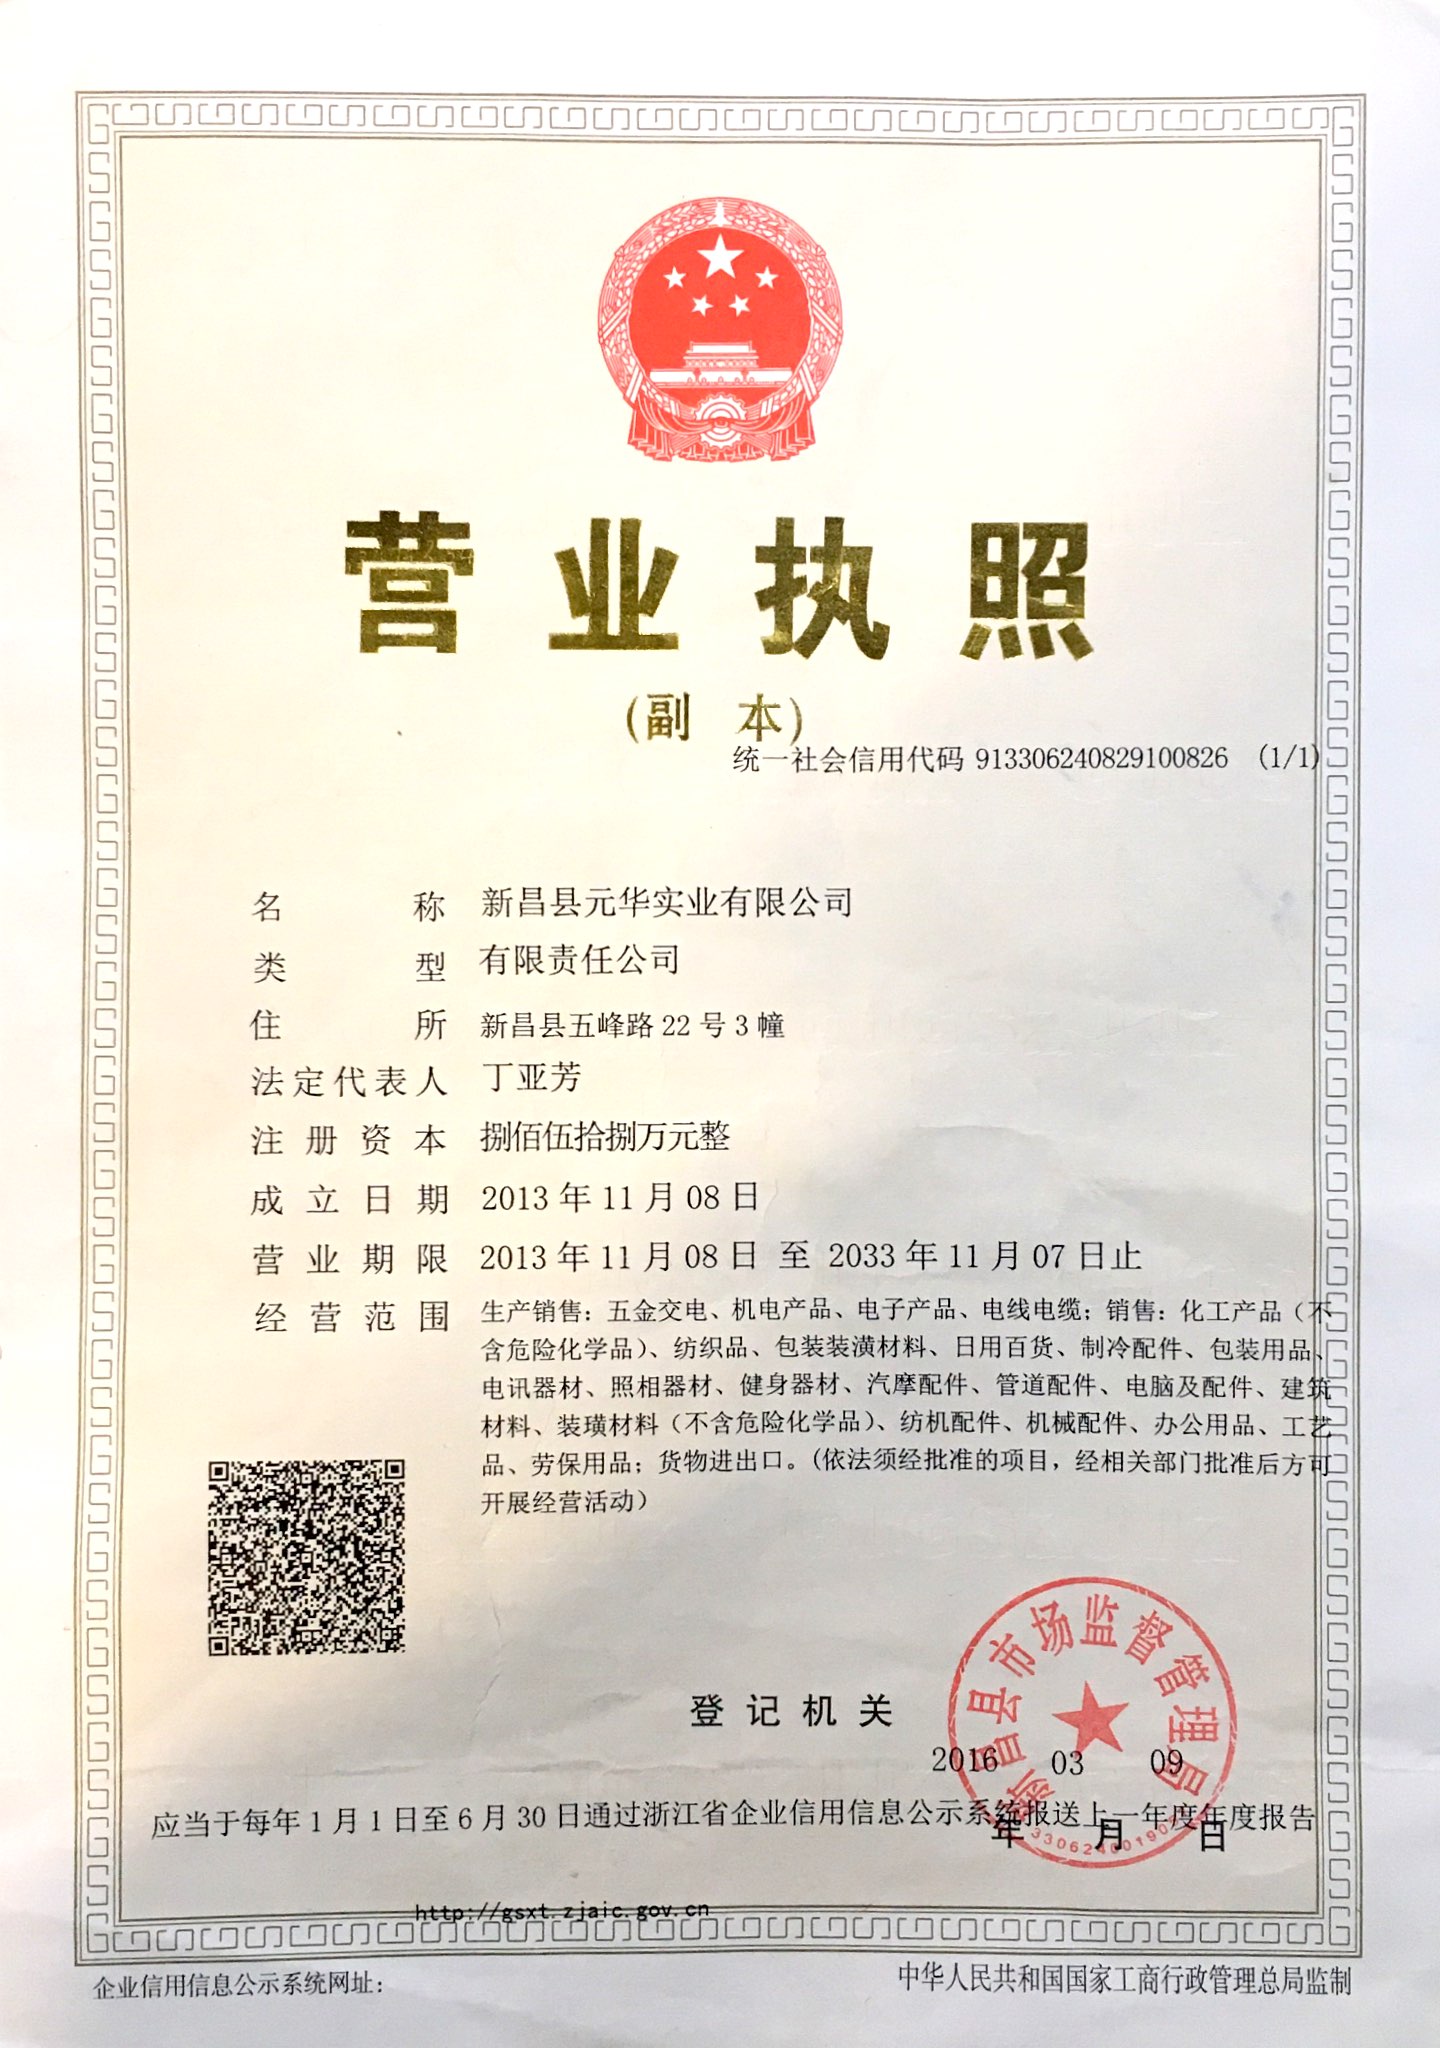 营业执照
(副 本)
统一社会信用代码 913306240829100826 (1/1)
名 称 新昌县元华实业有限公司
类 型 有限责任公司
住 所 新昌县五峰路22号3幢
法定代表人 丁亚芳
注册资本 捌佰伍拾捌万元整
成立日期 2013年11月08日
营业期限 2013年11月08日 至 2033年11月07日止
经营范围 生产销售：五金交电、机电产品、电子产品、电线电缆；销售：化工产品（不
含危险化学品）、纺织品、包装装潢材料、日用百货、制冷配件、包装用品、
电讯器材、照相器材、健身器材、汽摩配件、管道配件、电脑及配件、建筑
材料、装璜材料（不含危险化学品）、纺机配件、机械配件、办公用品、工艺
品、劳保用品；货物进出口。(依法须经批准的项目，经相关部门批准后方可
开展经营活动）
登记机关
新昌县市场监督管理局
2016 03 09
应当于每年1月1日至6月30日通过浙江省企业信用信息公示系统报送上一年度年度报告
年 月 日
http://gsxt.zjaic.gov.cn
企业信用信息公示系统网址：
中华人民共和国国家工商行政管理总局监制